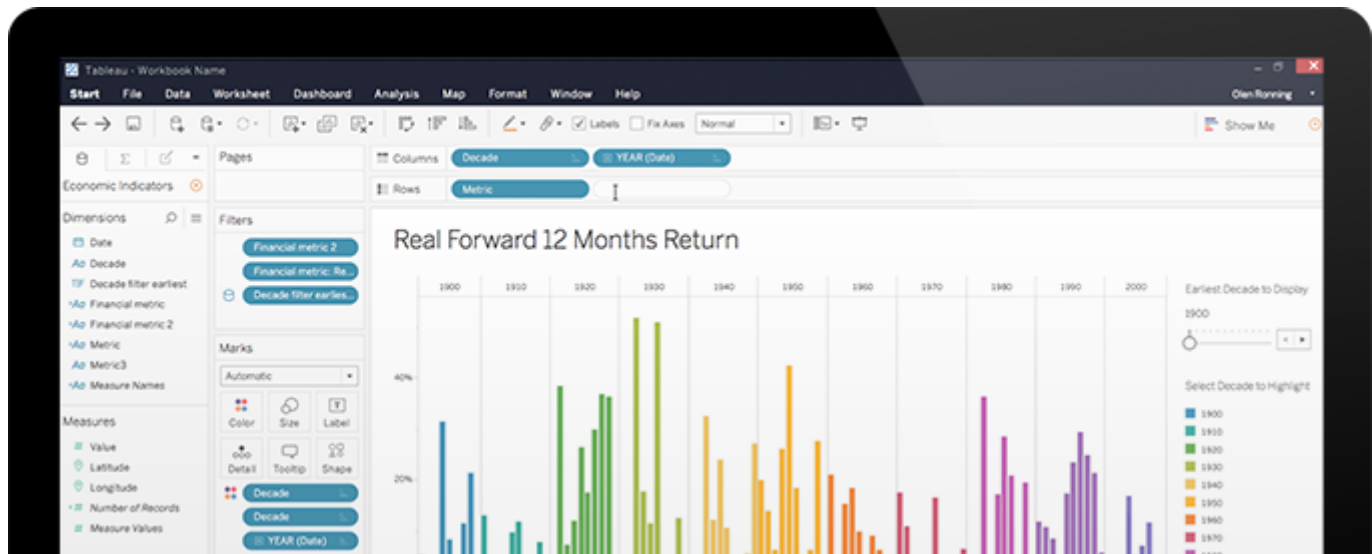 Tableau - Workbook Name
Start File Data Worksheet Dashboard Analysis Map Format Window Help Olen Ronning
Labels Fix Axes Normal Show Me
Pages
Columns Decade YEAR (Date)
Economic Indicators
Rows Metric
Dimensions
Filters
Date
Abc Decade
T|F Decade filter earliest
Financial metric
Financial metric 2
Metric
Metric3
Measure Names
Financial metric 2
Financial metric: Re...
Decade filter earlies...
Marks
Automatic
Color Size Label
Detail Tooltip Shape
Decade
Decade
YEAR (Date)
Measures
Value
Latitude
Longitude
Number of Records
Measure Values
Real Forward 12 Months Return
1900 1910 1920 1930 1940 1950 1960 1970 1980 1990 2000
40%
20%
Earliest Decade to Display
1900
Select Decade to Highlight
1900
1910
1920
1930
1940
1950
1960
1970